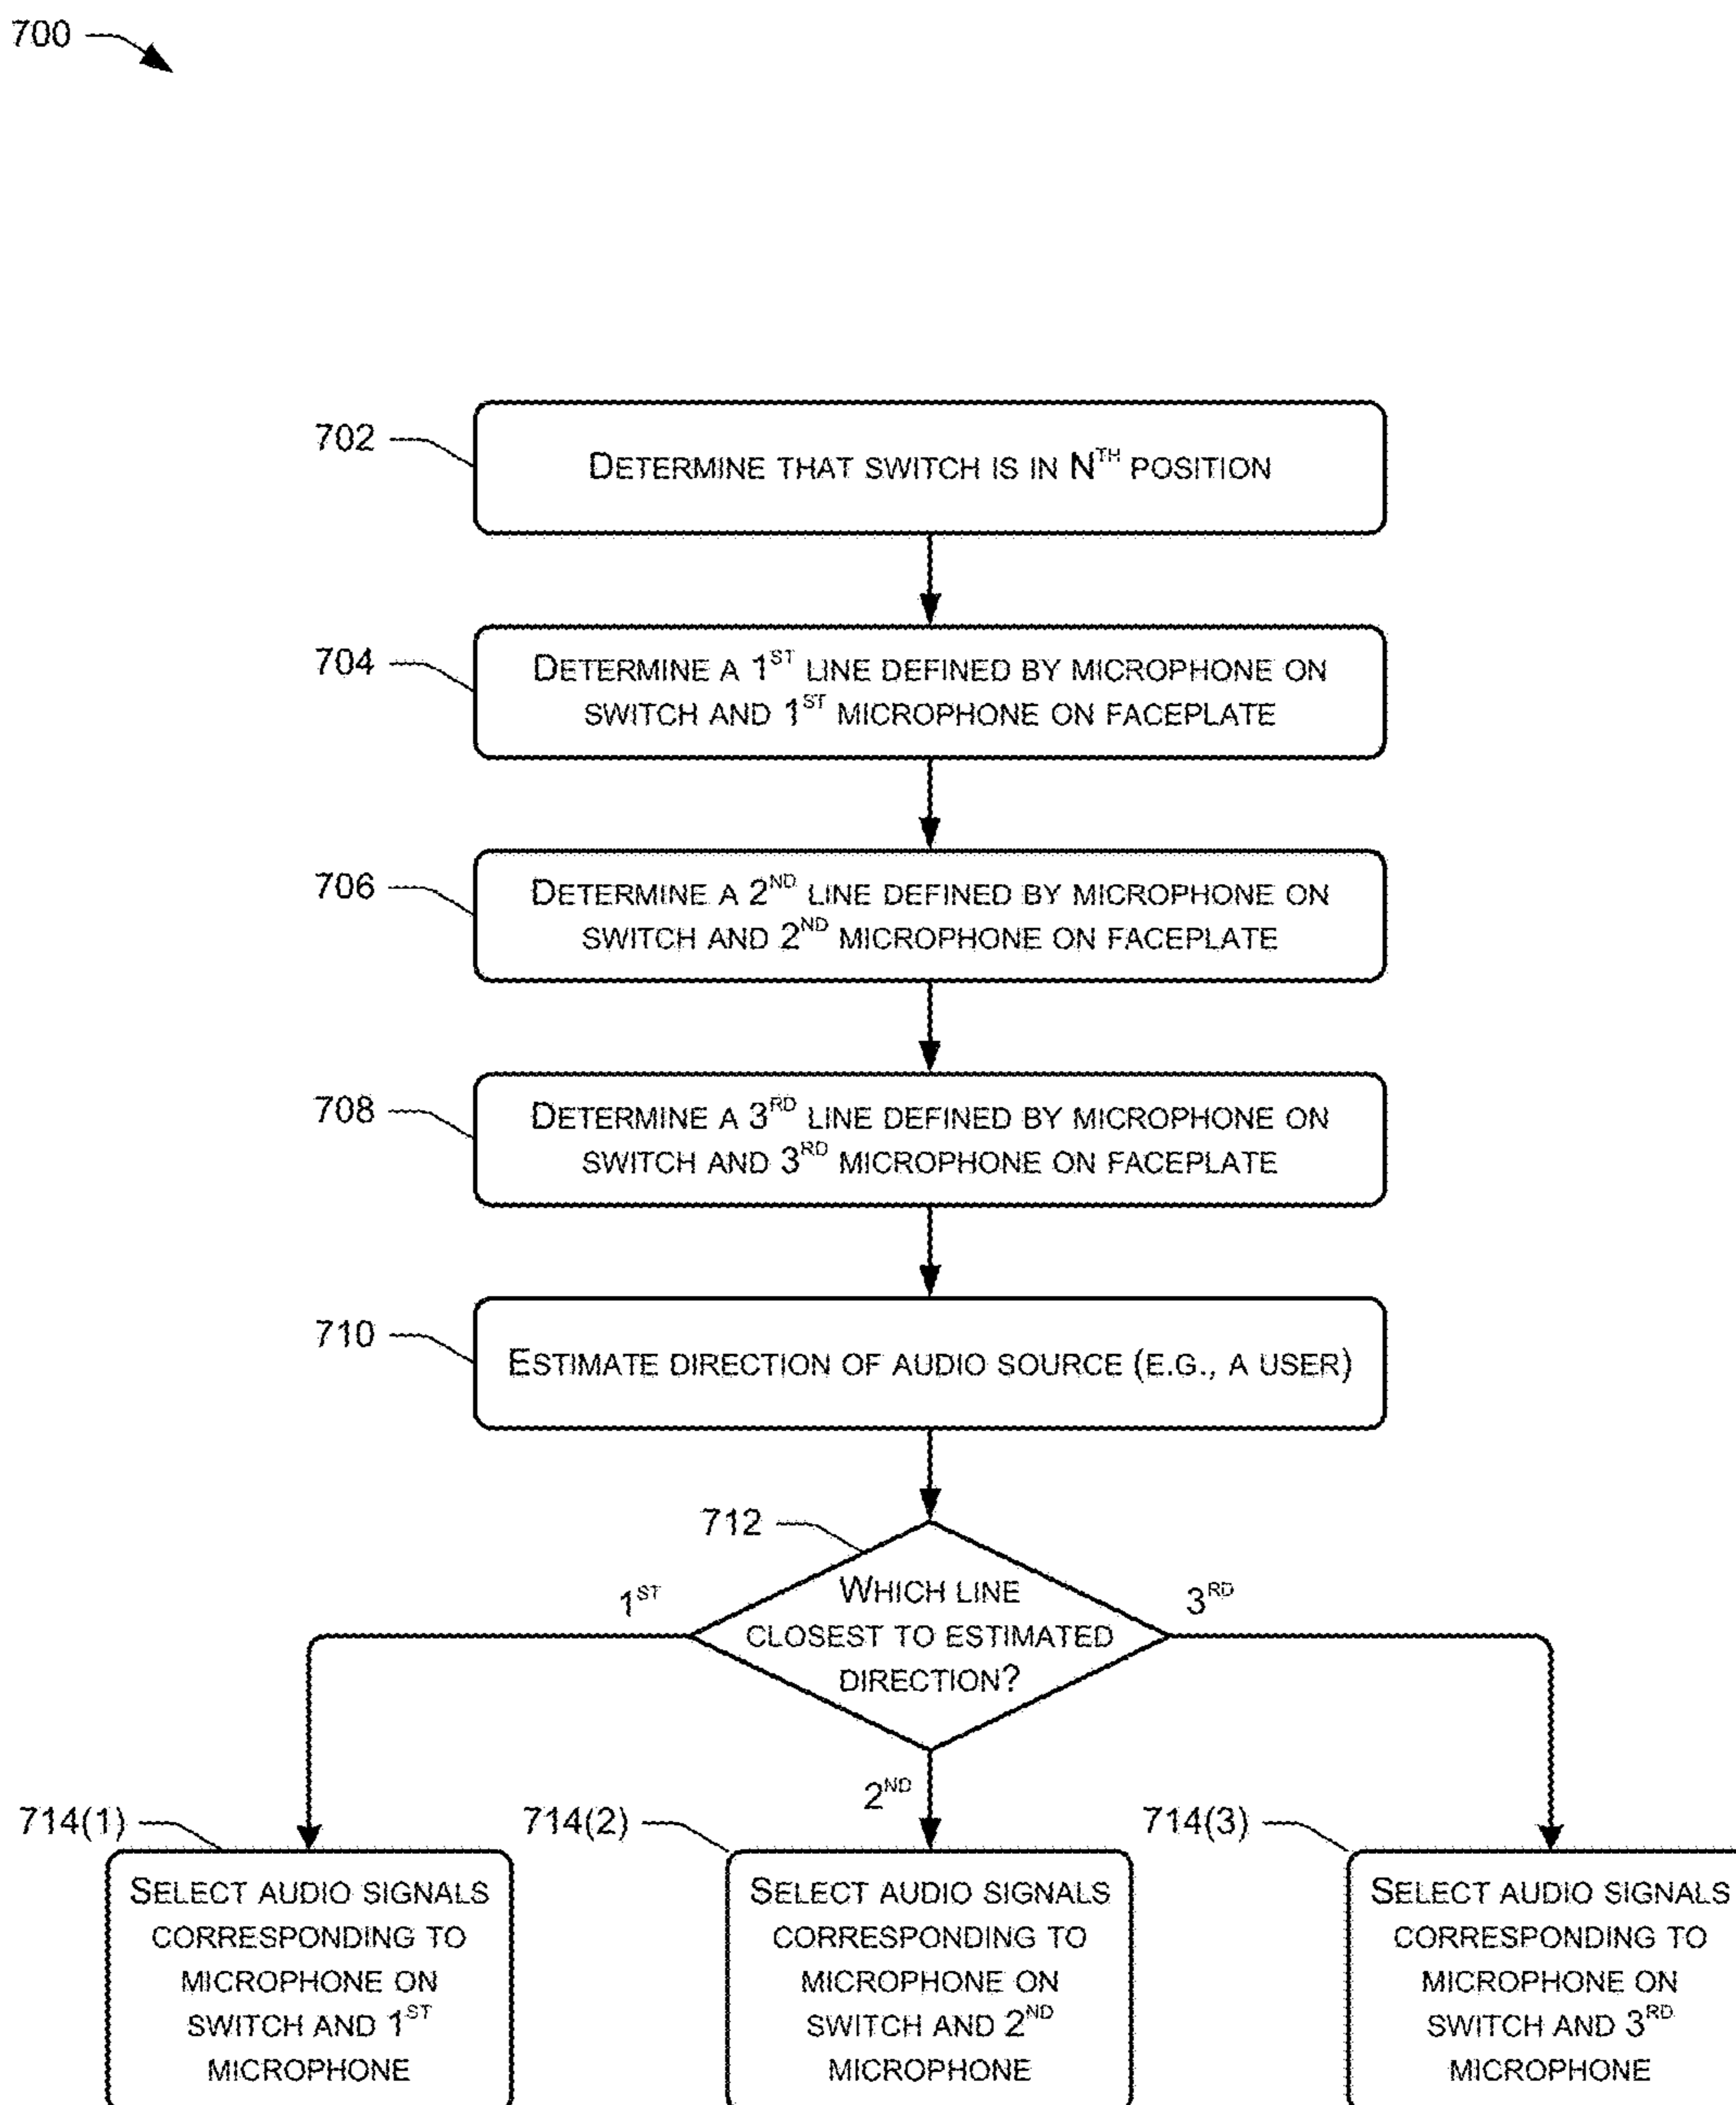 700
702
DETERMINE THAT SWITCH IS IN NTH POSITION
704
DETERMINE A 1ST LINE DEFINED BY MICROPHONE ON
SWITCH AND 1ST MICROPHONE ON FACEPLATE
706
DETERMINE A 2ND LINE DEFINED BY MICROPHONE ON
SWITCH AND 2ND MICROPHONE ON FACEPLATE
708
DETERMINE A 3RD LINE DEFINED BY MICROPHONE ON
SWITCH AND 3RD MICROPHONE ON FACEPLATE
710
ESTIMATE DIRECTION OF AUDIO SOURCE (E.G., A USER)
712
WHICH LINE
CLOSEST TO ESTIMATED
DIRECTION?
1ST
3RD
2ND
714(1)
SELECT AUDIO SIGNALS
CORRESPONDING TO
MICROPHONE ON
SWITCH AND 1ST
MICROPHONE
714(2)
SELECT AUDIO SIGNALS
CORRESPONDING TO
MICROPHONE ON
SWITCH AND 2ND
MICROPHONE
714(3)
SELECT AUDIO SIGNALS
CORRESPONDING TO
MICROPHONE ON
SWITCH AND 3RD
MICROPHONE